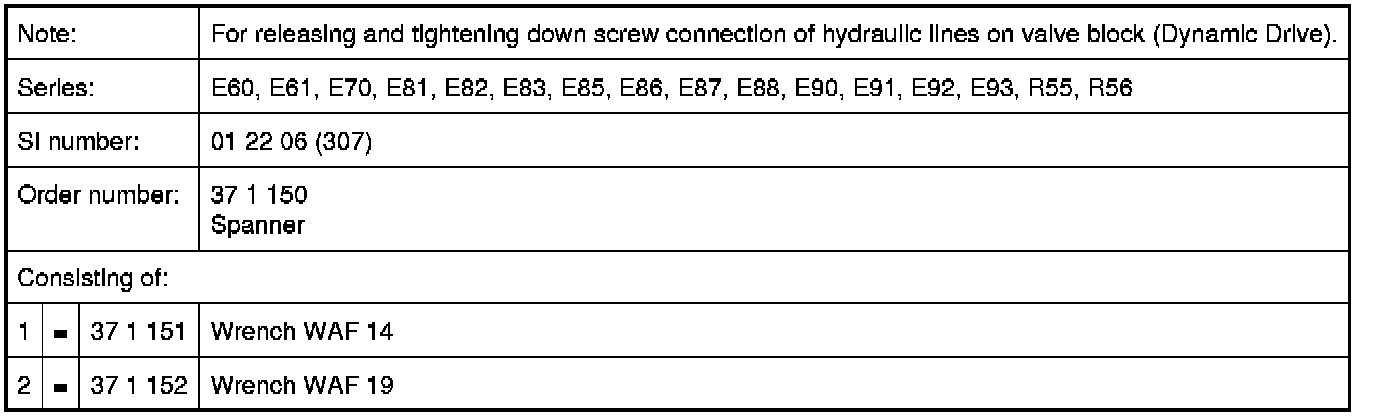 Note: For releasing and tightening down screw connection of hydraulic lines on valve block (Dynamic Drive).
Series: E60, E61, E70, E81, E82, E83, E85, E86, E87, E88, E90, E91, E92, E93, R55, R56
SI number: 01 22 06 (307)
Order number: 37 1 150
Spanner
Consisting of:
1 = 37 1 151 Wrench WAF 14
2 = 37 1 152 Wrench WAF 19